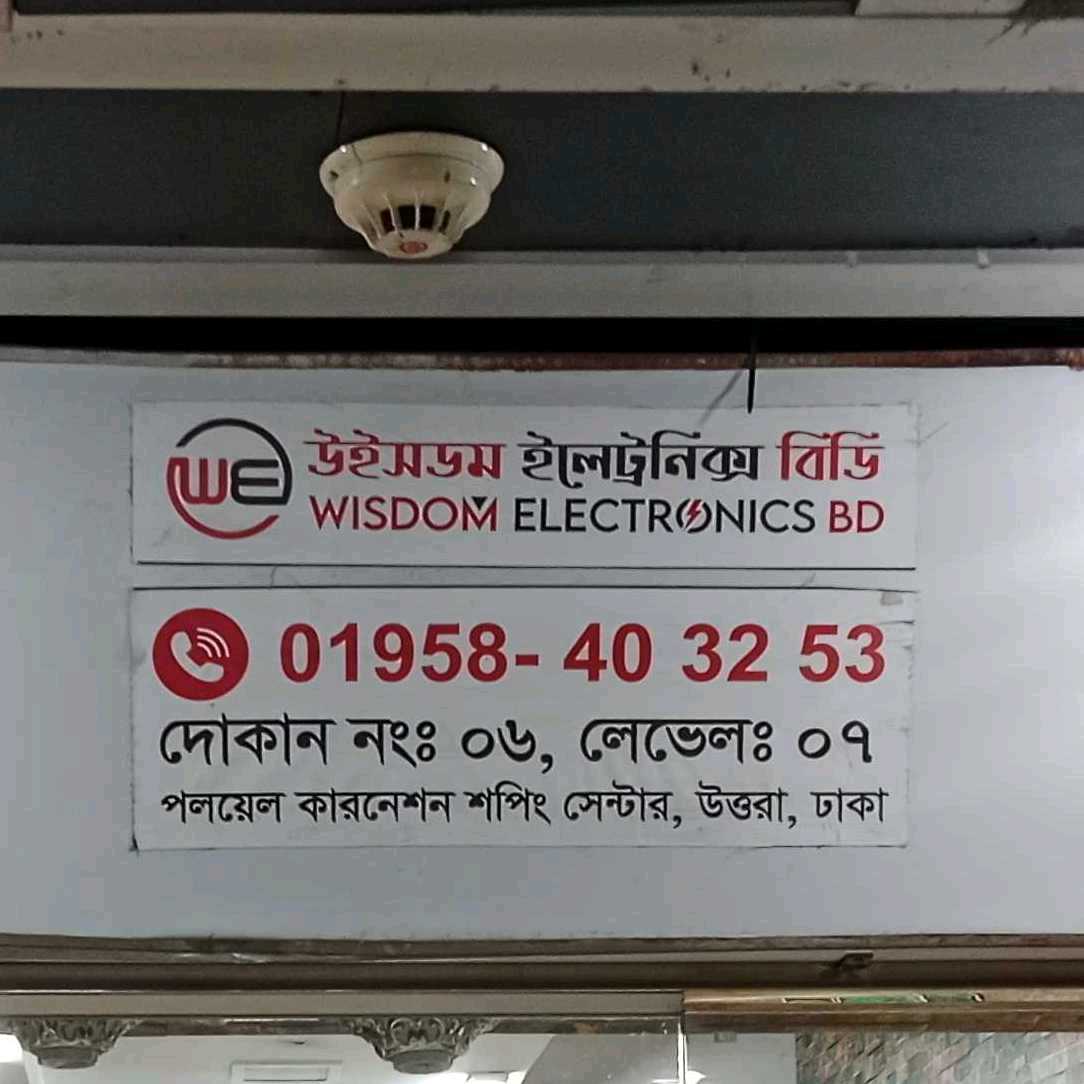 WE
উইসডম ইলেট্রনিক্স বিডি
WISDOM ELECTRONICS BD
01958- 40 32 53
দোকান নংঃ ০৬, লেভেলঃ ০৭
পলয়েল কারনেশন শপিং সেন্টার, উত্তরা, ঢাকা